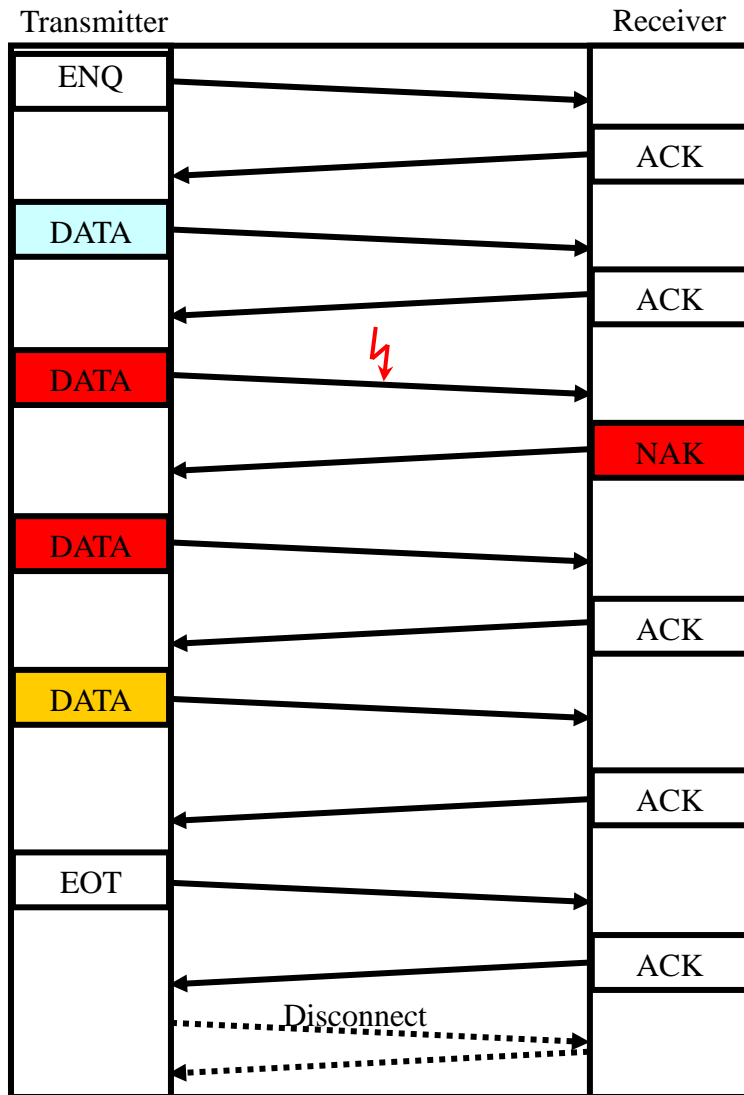 Transmitter
Receiver
ENQ
ACK
DATA
ACK
DATA
NAK
DATA
ACK
DATA
ACK
EOT
ACK
Disconnect